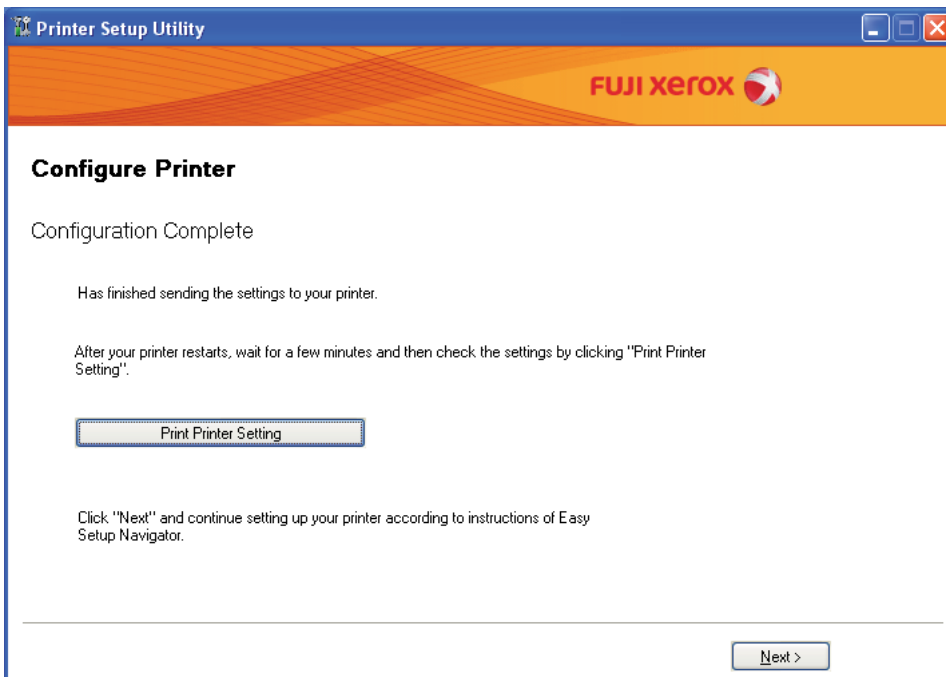 Printer Setup Utility
FUJI xerox
Configure Printer
Configuration Complete
Has finished sending the settings to your printer.
After your printer restarts, wait for a few minutes and then check the settings by clicking "Print Printer
Setting".
Print Printer Setting
Click "Next" and continue setting up your printer according to instructions of Easy
Setup Navigator.
Next >